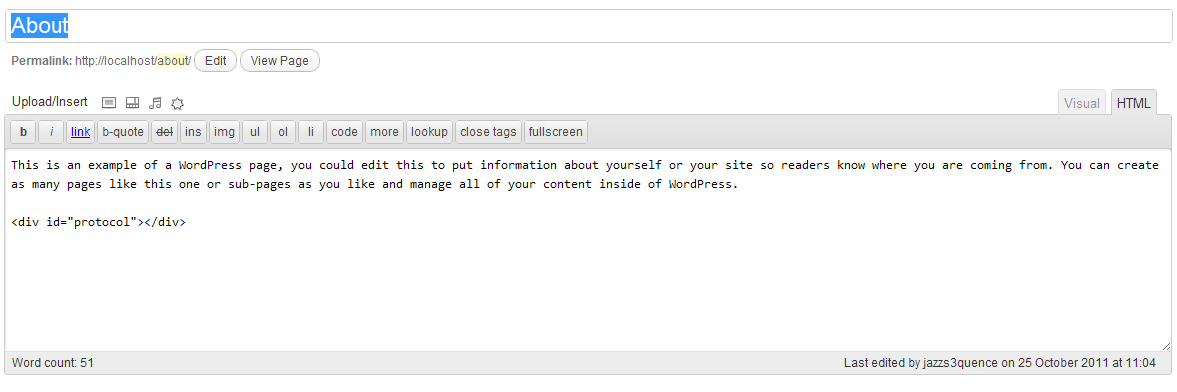 About
Permalink: http://localhost/about/ Edit View Page
Upload/Insert Visual HTML
b i link b-quote del ins img ul ol li code more lookup close tags fullscreen
This is an example of a WordPress page, you could edit this to put information about yourself or your site so readers know where you are coming from. You can create
as many pages like this one or sub-pages as you like and manage all of your content inside of WordPress.
<div id="protocol"></div>
Word count: 51 Last edited by jazzs3quence on 25 October 2011 at 11:04